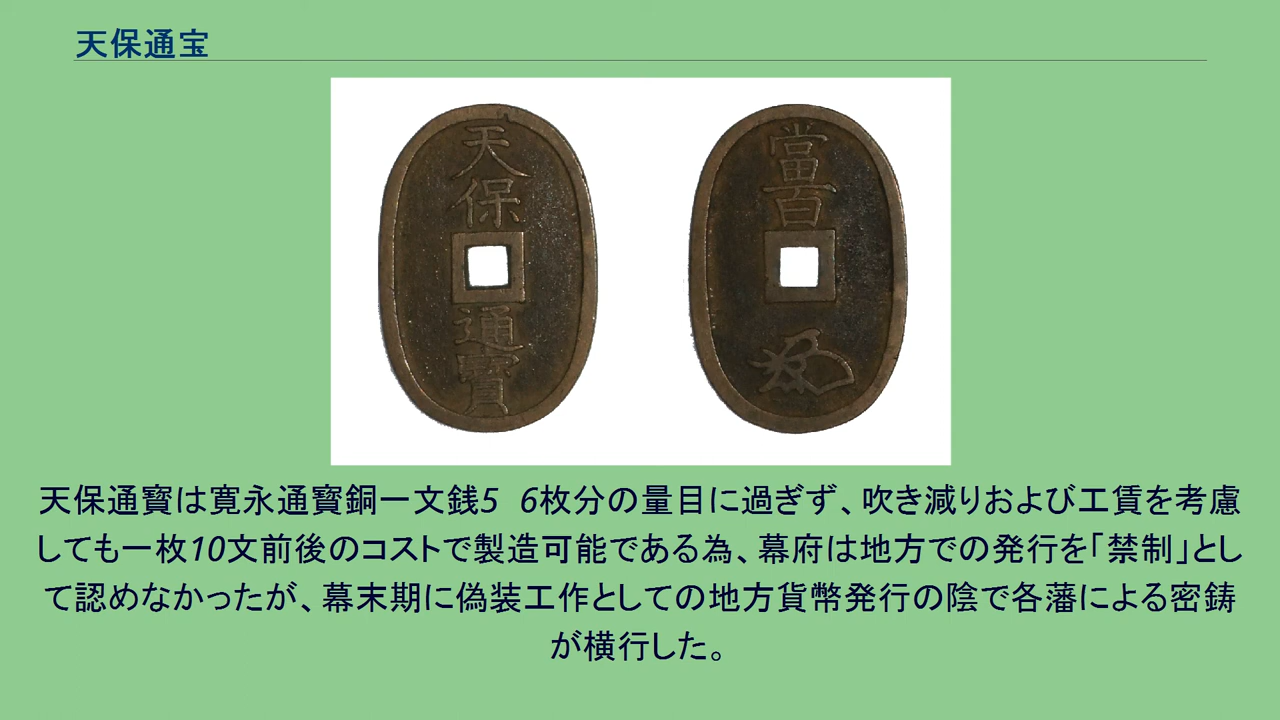 天保通宝
天保
通寳
當百
天保通寳は寛永通寳銅一文銭5 6枚分の量目に過ぎず、吹き減りおよび工賃を考慮
しても一枚10文前後のコストで製造可能である為、幕府は地方での発行を「禁制」とし
て認めなかったが、幕末期に偽装工作としての地方貨幣発行の陰で各藩による密鋳
が横行した。